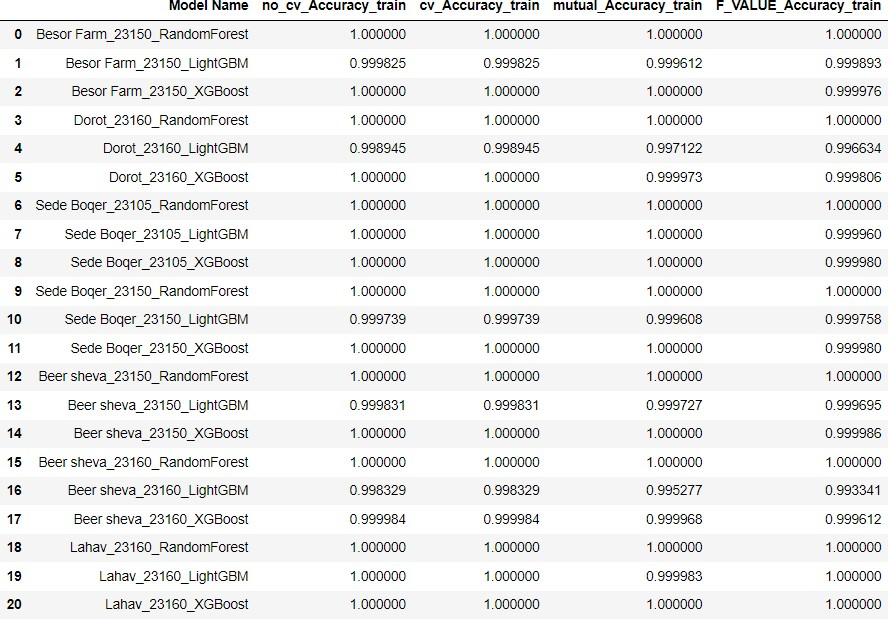 Model Name no_cv_Accuracy_train cv_Accuracy_train mutual_Accuracy_train F_VALUE_Accuracy_train
0 Besor Farm_23150_RandomForest 1.000000 1.000000 1.000000 1.000000
1 Besor Farm_23150_LightGBM 0.999825 0.999825 0.999612 0.999893
2 Besor Farm_23150_XGBoost 1.000000 1.000000 1.000000 0.999976
3 Dorot_23160_RandomForest 1.000000 1.000000 1.000000 1.000000
4 Dorot_23160_LightGBM 0.998945 0.998945 0.997122 0.996634
5 Dorot_23160_XGBoost 1.000000 1.000000 0.999973 0.999806
6 Sede Boqer_23105_RandomForest 1.000000 1.000000 1.000000 1.000000
7 Sede Boqer_23105_LightGBM 1.000000 1.000000 1.000000 0.999960
8 Sede Boqer_23105_XGBoost 1.000000 1.000000 1.000000 0.999980
9 Sede Boqer_23150_RandomForest 1.000000 1.000000 1.000000 1.000000
10 Sede Boqer_23150_LightGBM 0.999739 0.999739 0.999608 0.999758
11 Sede Boqer_23150_XGBoost 1.000000 1.000000 1.000000 0.999980
12 Beer sheva_23150_RandomForest 1.000000 1.000000 1.000000 1.000000
13 Beer sheva_23150_LightGBM 0.999831 0.999831 0.999727 0.999695
14 Beer sheva_23150_XGBoost 1.000000 1.000000 1.000000 0.999986
15 Beer sheva_23160_RandomForest 1.000000 1.000000 1.000000 1.000000
16 Beer sheva_23160_LightGBM 0.998329 0.998329 0.995277 0.993341
17 Beer sheva_23160_XGBoost 0.999984 0.999984 0.999968 0.999612
18 Lahav_23160_RandomForest 1.000000 1.000000 1.000000 1.000000
19 Lahav_23160_LightGBM 1.000000 1.000000 0.999983 1.000000
20 Lahav_23160_XGBoost 1.000000 1.000000 1.000000 1.000000